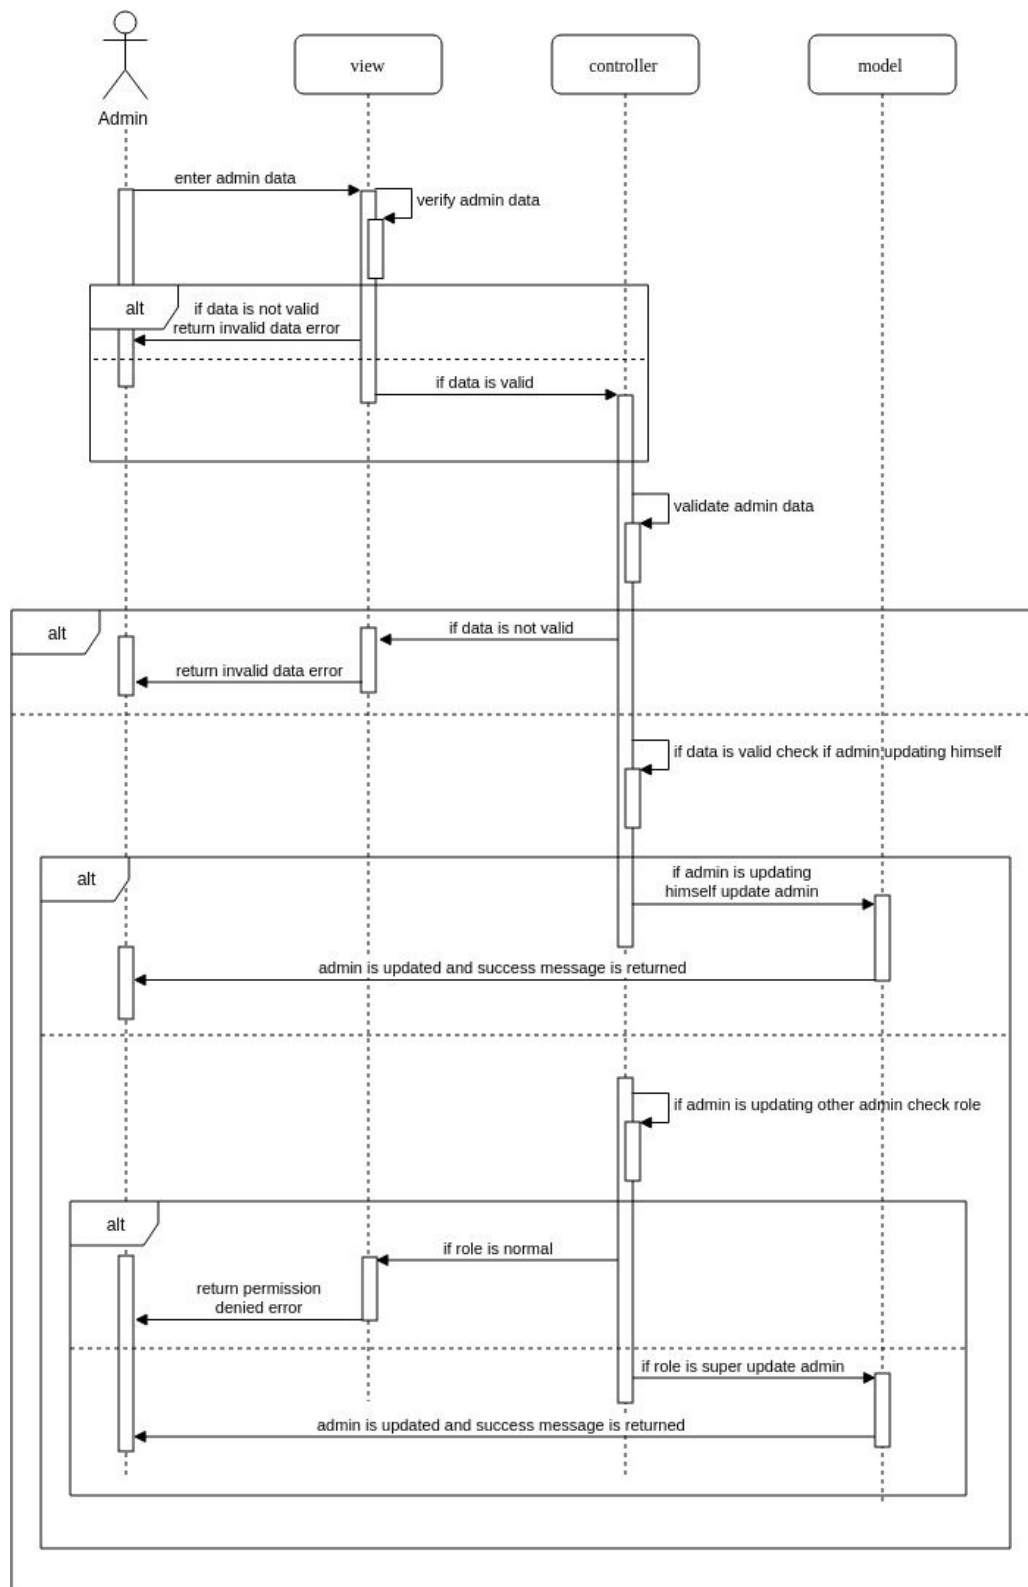 view
controller
model
Admin
enter admin data
verify admin data
alt
if data is not valid
return invalid data error
if data is valid
validate admin data
alt
if data is not valid
return invalid data error
if data is valid check if admin updating himself
alt
if admin is updating
himself update admin
admin is updated and success message is returned
if admin is updating other admin check role
alt
if role is normal
return permission
denied error
if role is super update admin
admin is updated and success message is returned